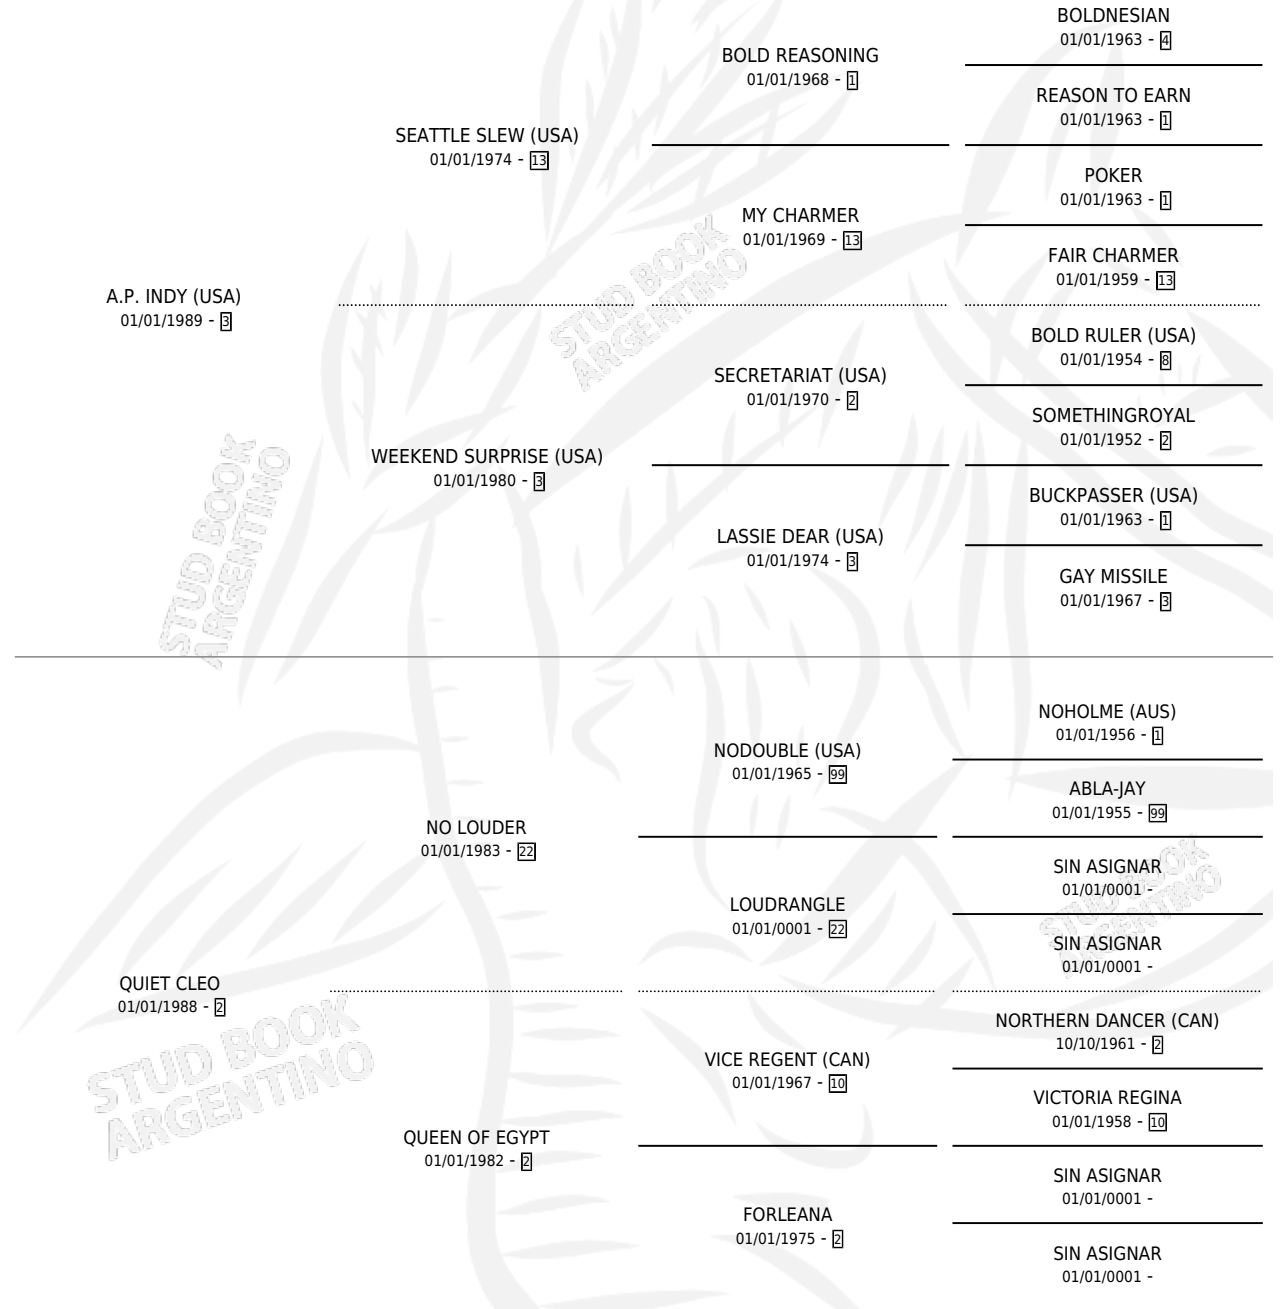 BOLDNESIAN
01/01/1963 - 4
BOLD REASONING
01/01/1968 - 1
REASON TO EARN
01/01/1963 - 1
SEATTLE SLEW (USA)
01/01/1974 - 13
POKER
01/01/1963 - 1
MY CHARMER
01/01/1969 - 13
FAIR CHARMER
01/01/1959 - 13
A.P. INDY (USA)
01/01/1989 - 3
STUD BOOK
ARGENTINO
BOLD RULER (USA)
01/01/1954 - 8
SECRETARIAT (USA)
01/01/1970 - 2
SOMETHINGROYAL
01/01/1952 - 2
WEEKEND SURPRISE (USA)
01/01/1980 - 3
BUCKPASSER (USA)
01/01/1963 - 1
LASSIE DEAR (USA)
01/01/1974 - 3
GAY MISSILE
01/01/1967 - 3
STUD BOOK
ARGENTINO
NOHOLME (AUS)
01/01/1956 - 1
NODOUBLE (USA)
01/01/1965 - 99
ABLA-JAY
01/01/1955 - 99
NO LOUDER
01/01/1983 - 22
SIN ASIGNAR
01/01/0001 -
LOUDRANGLE
01/01/0001 - 22
SIN ASIGNAR
01/01/0001 -
STUD BOOK
ARGENTINO
QUIET CLEO
01/01/1988 - 2
NORTHERN DANCER (CAN)
10/10/1961 - 2
VICE REGENT (CAN)
01/01/1967 - 10
VICTORIA REGINA
01/01/1958 - 10
STUD BOOK
ARGENTINO
QUEEN OF EGYPT
01/01/1982 - 2
SIN ASIGNAR
01/01/0001 -
FORLEANA
01/01/1975 - 2
SIN ASIGNAR
01/01/0001 -